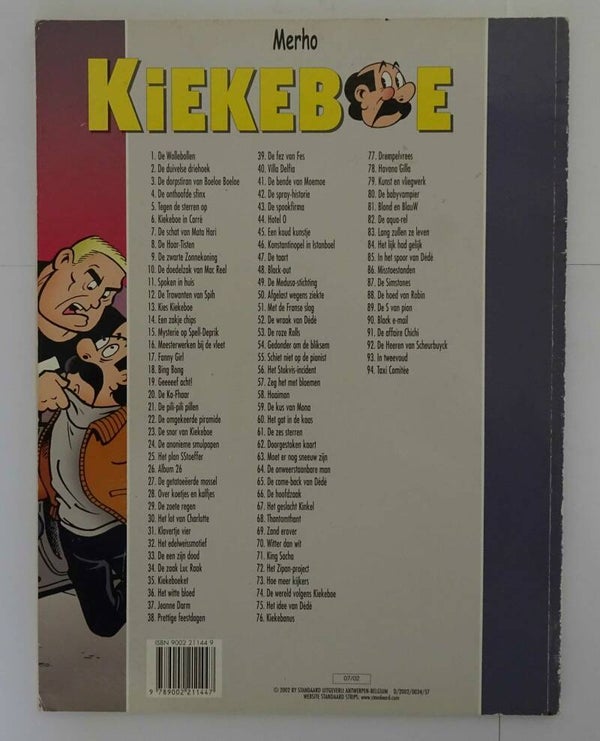 Merho
KIEKEBOE
1. De Wollebollen
2. De duivelse driehoek
3. De dorpstiran van Boeloe Boeloe
4. De onthoofde sfinx
5. Tegen de sterren op
6. Kiekeboe in Carré
7. De schat van Mata Hari
8. De Haar-Tisten
9. De zwarte Zonnekoning
10. De doedelzak van Mac Reel
11. Spoken in huis
12. De Trawanten van Spih
13. Kies Kiekeboe
14. Een zakje chips
15. Mysterie op Spell-Deprik
16. Meesterwerken bij de vleet
17. Fanny Girl
18. Bing Bong
19. Geeeeef acht!
20. De Ka-Fhaar
21. De pili-pili pillen
22. De omgekeerde piramide
23. De snor van Kiekeboe
24. De anonieme smulpapen
25. Het plan SStoeffer
26. Album 26
27. De getatoeëerde mossel
28. Over koetjes en kalfjes
29. De zoete regen
30. Het lot van Charlotte
31. Klavertje vier
32. Het edelweissmotief
33. De een zijn dood
34. De zaak Luc Raak
35. Kiekeboeket
36. Het witte bloed
37. Jeanne Darm
38. Prettige feestdagen
39. De fez van Fes
40. Villa Delfia
41. De bende van Moemoe
42. De spray-historie
43. De spookfirma
44. Hotel O
45. Een koud kunstje
46. Konstantinopel in Istanboel
47. De taart
48. Black-out
49. De Medusa-stichting
50. Afgelast wegens ziekte
51. Met de Franse slag
52. De wraak van Dédé
53. De roze Rolls
54. Gedonder om de bliksem
55. Schiet niet op de pianist
56. Het Stokvis-incident
57. Zeg het met bloemen
58. Haaiman
59. De kus van Mona
60. Het gat in de kaas
61. De zes sterren
62. Doorgestoken kaart
63. Moet er nog sneeuw zijn
64. De onweerstaanbare man
65. De come-back van Dédé
66. De hoofdzaak
67. Het geslacht Kinkel
68. Thantomthant
69. Zand erover
70. Witter dan wit
71. King Sacha
72. Het Zipan-project
73. Hoe meer kijkers
74. De wereld volgens Kiekeboe
75. Het idee van Dédé
76. Kiekebanus
77. Drempelvrees
78. Havana Gilla
79. Kunst en vliegwerk
80. De babyvampier
81. Blond en BlauW
82. De aqua-rel
83. Lang zullen ze leven
84. Het lijk had gelijk
85. In het spoor van Dédé
86. Misstoestanden
87. De Simstones
88. De hoed van Robin
89. De S van pion
90. Black e-mail
91. De affaire Chichi
92. De Heeren van Scheurbuyck
93. In tweevoud
94. Taxi Comitée
ISBN 9002 21144 9
9 789002 211447
07/02
© 2002 BY STANDAARD UITGEVERIJ ANTWERPEN-BELGIUM D/2002/0034/57
WEBSITE STANDAARD STRIPS: www.standaard.com